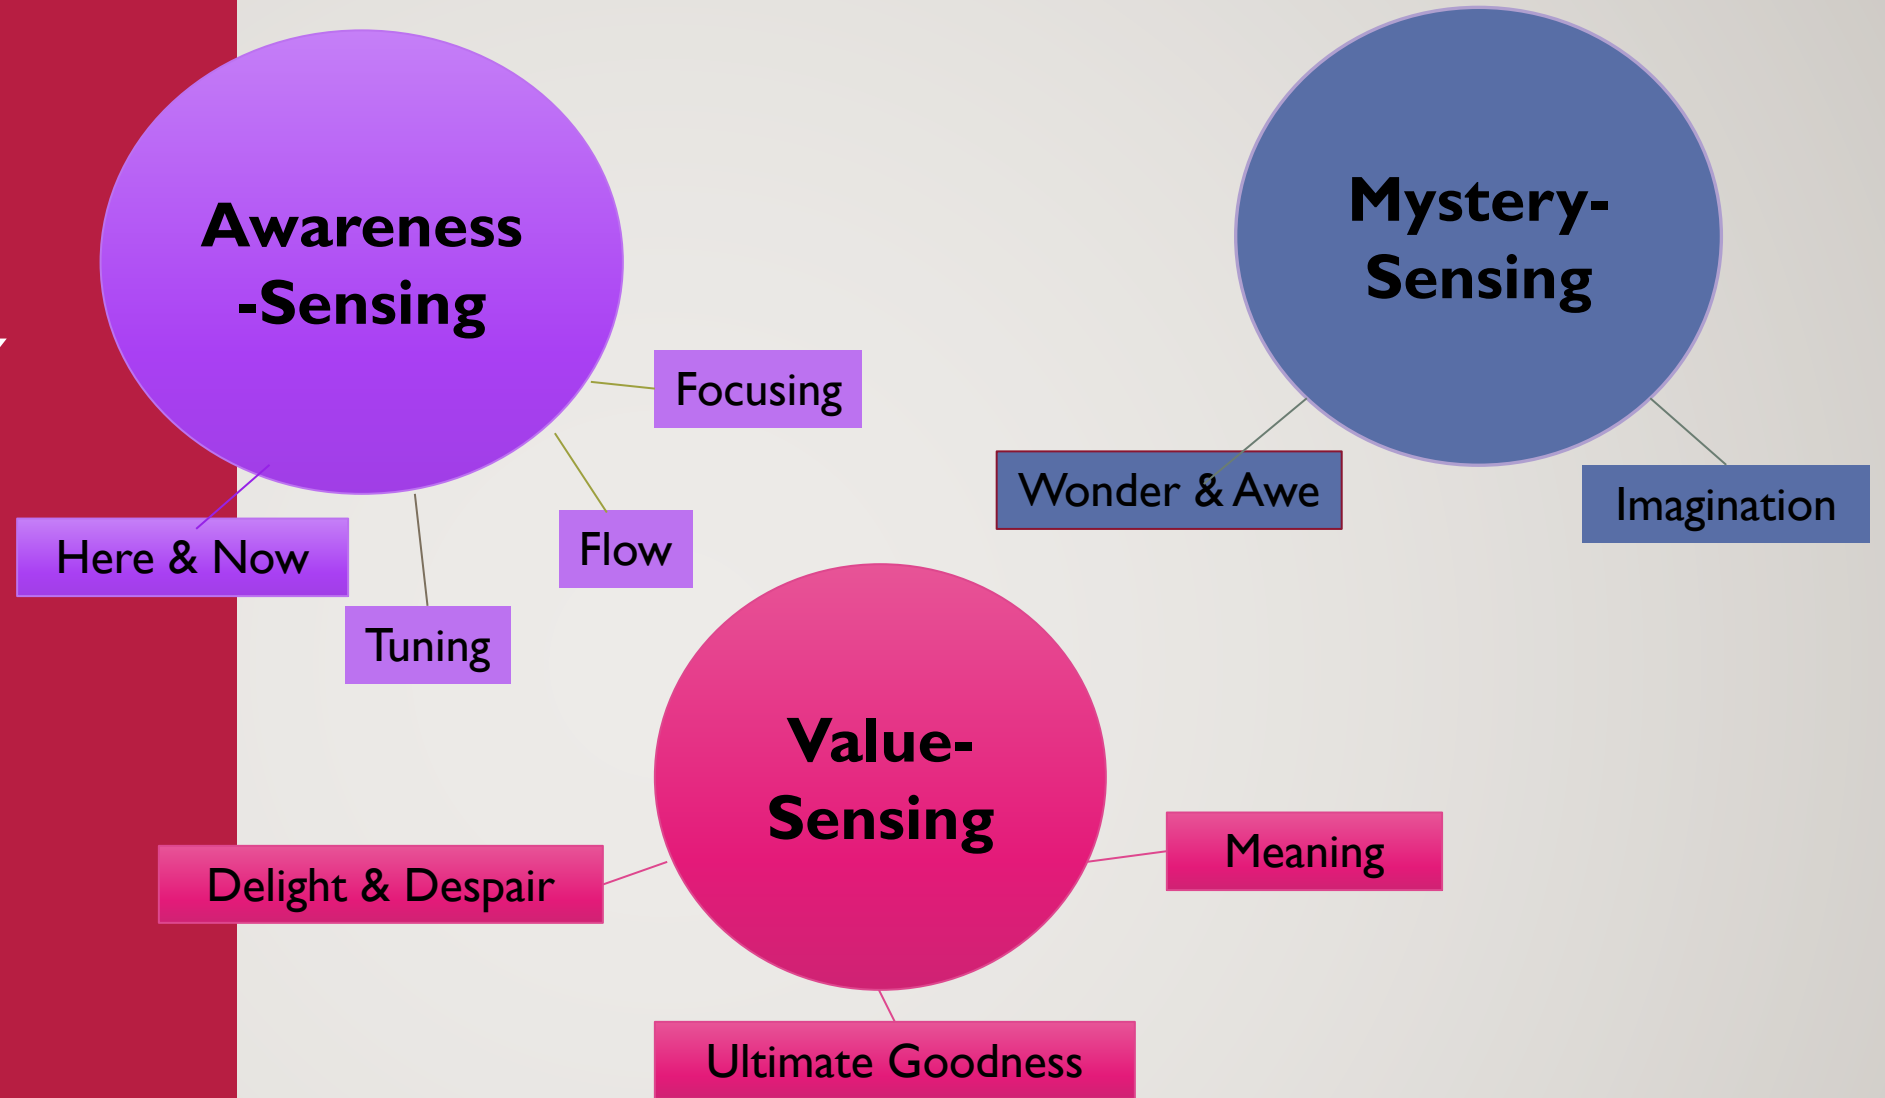 Awareness
-Sensing
Focusing
Flow
Here & Now
Tuning
Mystery-
Sensing
Wonder & Awe
Imagination
Value-
Sensing
Delight & Despair
Meaning
Ultimate Goodness